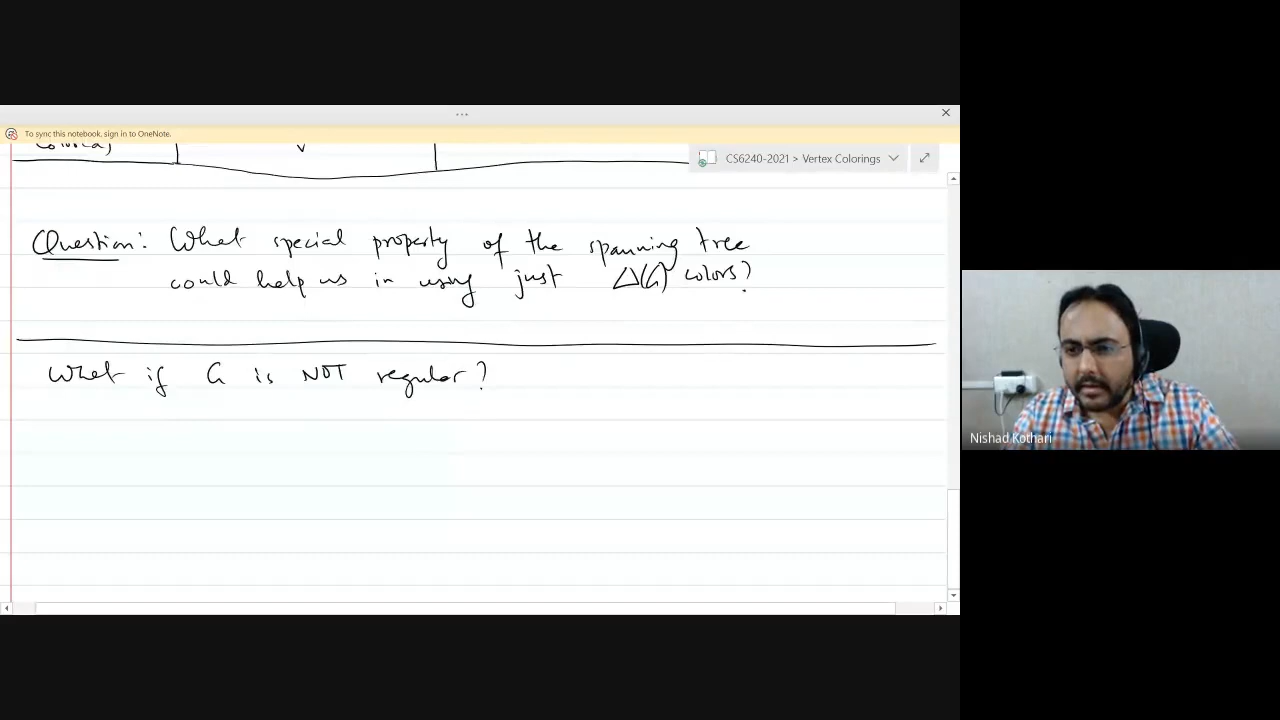 To sync this notebook, sign in to OneNote.
CS6240-2021 > Vertex Colorings
Question: What special property of the spanning tree
could help us in using just Δ(G) colors?
What if G is NOT regular?
Nishad Kothari